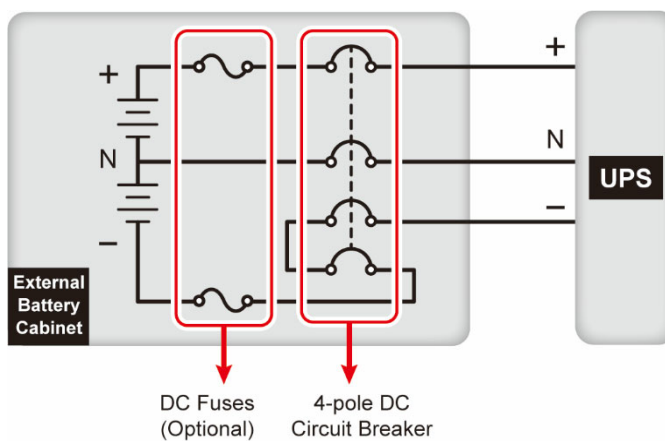 +
+
N
N
UPS
–
–
External
Battery
Cabinet
DC Fuses
(Optional)
4-pole DC
Circuit Breaker